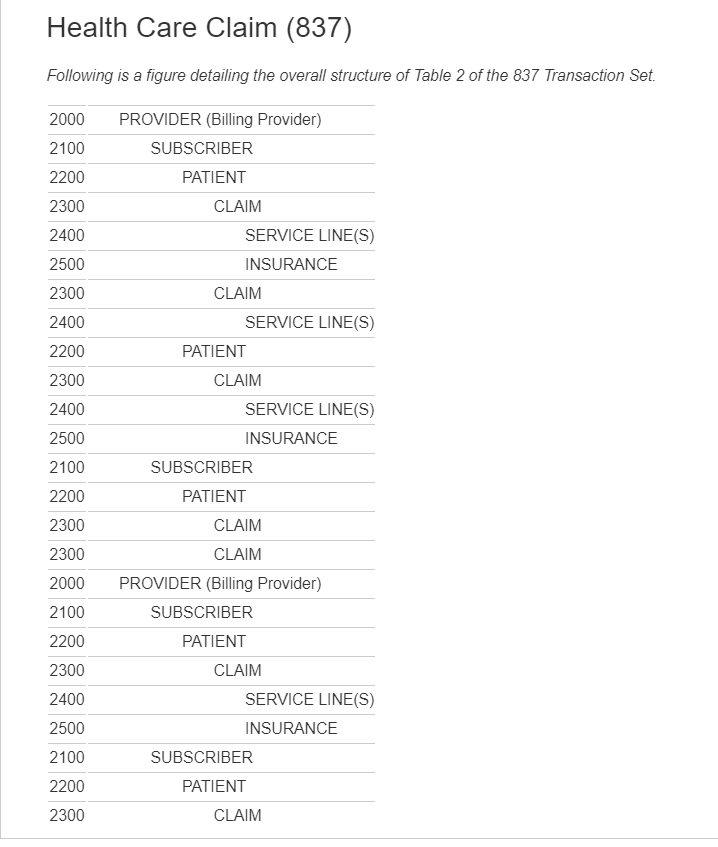 Health Care Claim (837)
Following is a figure detailing the overall structure of Table 2 of the 837 Transaction Set.
2000 PROVIDER (Billing Provider)
2100 SUBSCRIBER
2200 PATIENT
2300 CLAIM
2400 SERVICE LINE(S)
2500 INSURANCE
2300 CLAIM
2400 SERVICE LINE(S)
2200 PATIENT
2300 CLAIM
2400 SERVICE LINE(S)
2500 INSURANCE
2100 SUBSCRIBER
2200 PATIENT
2300 CLAIM
2300 CLAIM
2000 PROVIDER (Billing Provider)
2100 SUBSCRIBER
2200 PATIENT
2300 CLAIM
2400 SERVICE LINE(S)
2500 INSURANCE
2100 SUBSCRIBER
2200 PATIENT
2300 CLAIM